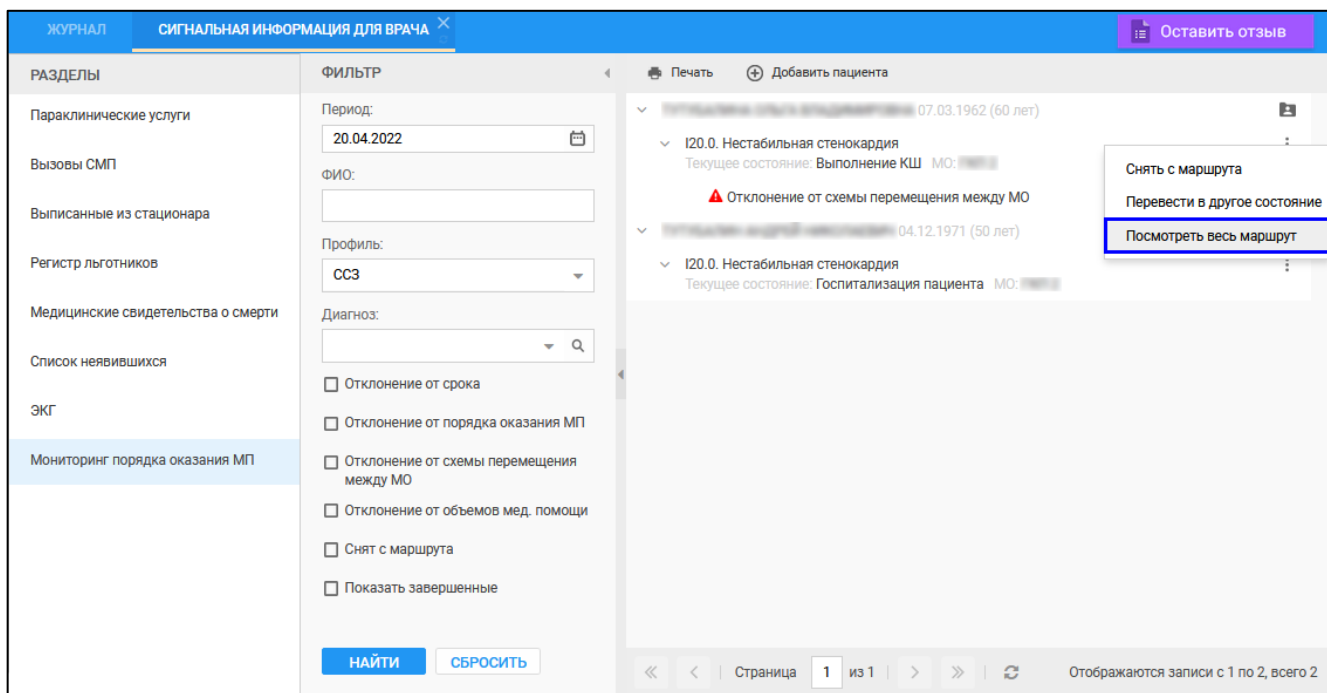 ЖУРНАЛ
СИГНАЛЬНАЯ ИНФОРМАЦИЯ ДЛЯ ВРАЧА
Оставить отзыв
РАЗДЕЛЫ
Параклинические услуги
Вызовы СМП
Выписанные из стационара
Регистр льготников
Медицинские свидетельства о смерти
Список неявившихся
ЭКГ
Мониторинг порядка оказания МП
ФИЛЬТР
Период:
20.04.2022
ФИО:
Профиль:
ССЗ
Диагноз:
Отклонение от срока
Отклонение от порядка оказания МП
Отклонение от схемы перемещения
между МО
Отклонение от объемов мед. помощи
Снят с маршрута
Показать завершенные
НАЙТИ
СБРОСИТЬ
Печать
Добавить пациента
07.03.1962 (60 лет)
I20.0. Нестабильная стенокардия
Текущее состояние: Выполнение КШ МО:
Отклонение от схемы перемещения между МО
04.12.1971 (50 лет)
I20.0. Нестабильная стенокардия
Текущее состояние: Госпитализация пациента МО:
Снять с маршрута
Перевести в другое состояние
Посмотреть весь маршрут
Страница 1 из 1
Отображаются записи с 1 по 2, всего 2